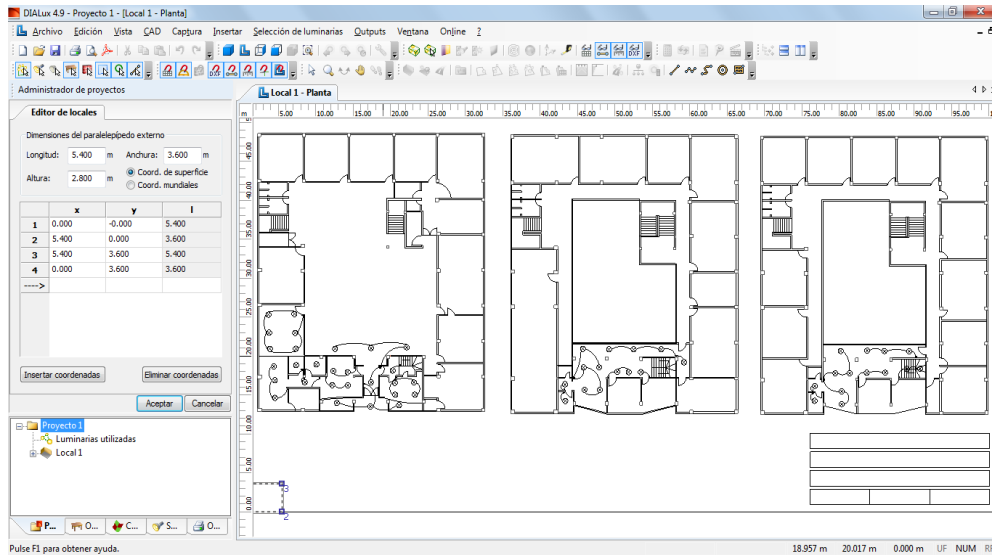 DIALux 4.9 - Proyecto 1 - [Local 1 - Planta]
Archivo Edición Vista CAD Captura Insertar Selección de luminarias Outputs Ventana Online ?
Administrador de proyectos
Local 1 - Planta
Editor de locales
Dimensiones del paralelepípedo externo
Longitud: 5.400 m Anchura: 3.600 m
Altura: 2.800 m Coord. de superficie
Coord. mundiales
x y l
1 0.000 -0.000 5.400
2 5.400 0.000 3.600
3 5.400 3.600 5.400
4 0.000 3.600 3.600
---->
Insertar coordenadas Eliminar coordenadas
Aceptar Cancelar
Proyecto 1
Luminarias utilizadas
Local 1
P... O... C... S... O...
m 5.00 10.00 15.00 20.00 25.00 30.00 35.00 40.00 45.00 50.00 55.00 60.00 65.00 70.00 75.00 80.00 85.00 90.00 95.00
45.00
40.00
35.00
30.00
25.00
20.00
15.00
10.00
5.00
0.00
3
2
Pulse F1 para obtener ayuda. 18.957 m 20.017 m 0.000 m UF NUM